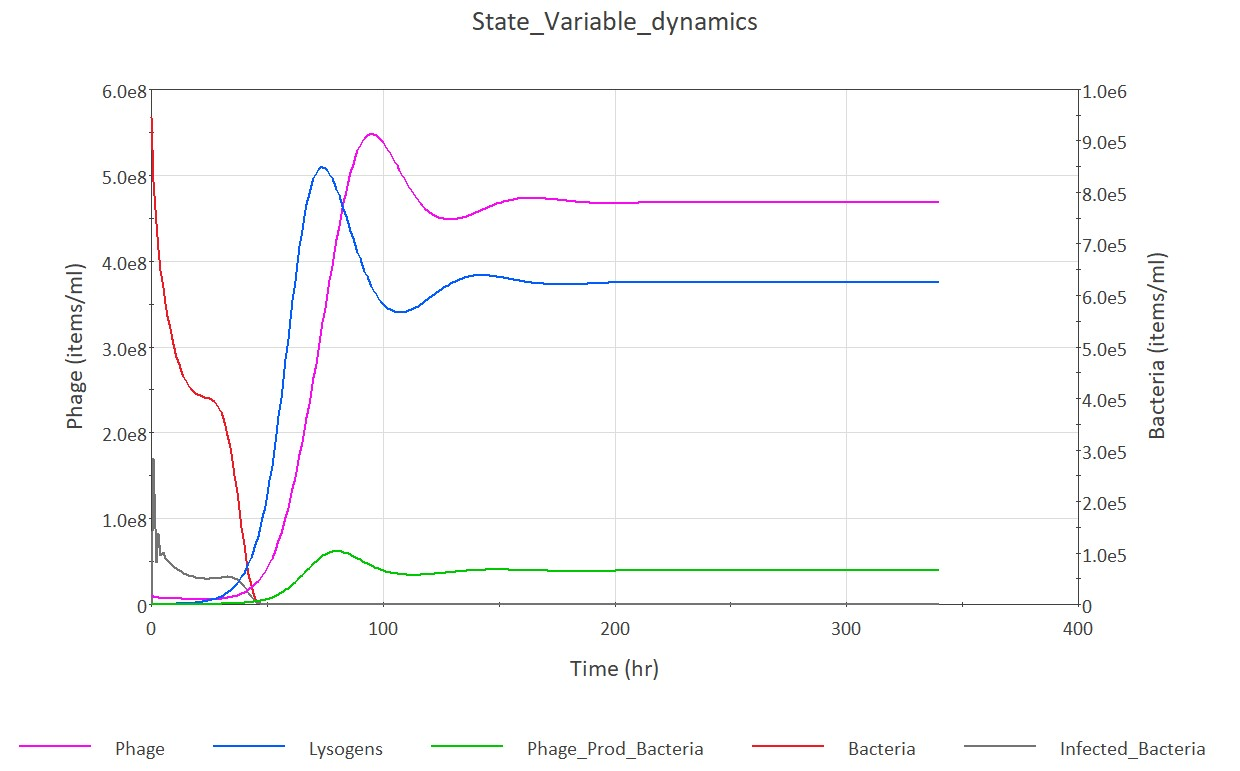 State_Variable_dynamics
6.0e8
5.0e8
4.0e8
3.0e8
2.0e8
1.0e8
0
Phage (items/ml)
1.0e6
9.0e5
8.0e5
7.0e5
6.0e5
5.0e5
4.0e5
3.0e5
2.0e5
1.0e5
0
Bacteria (items/ml)
0 100 200 300 400
Time (hr)
Phage Lysogens Phage_Prod_Bacteria Bacteria Infected_Bacteria